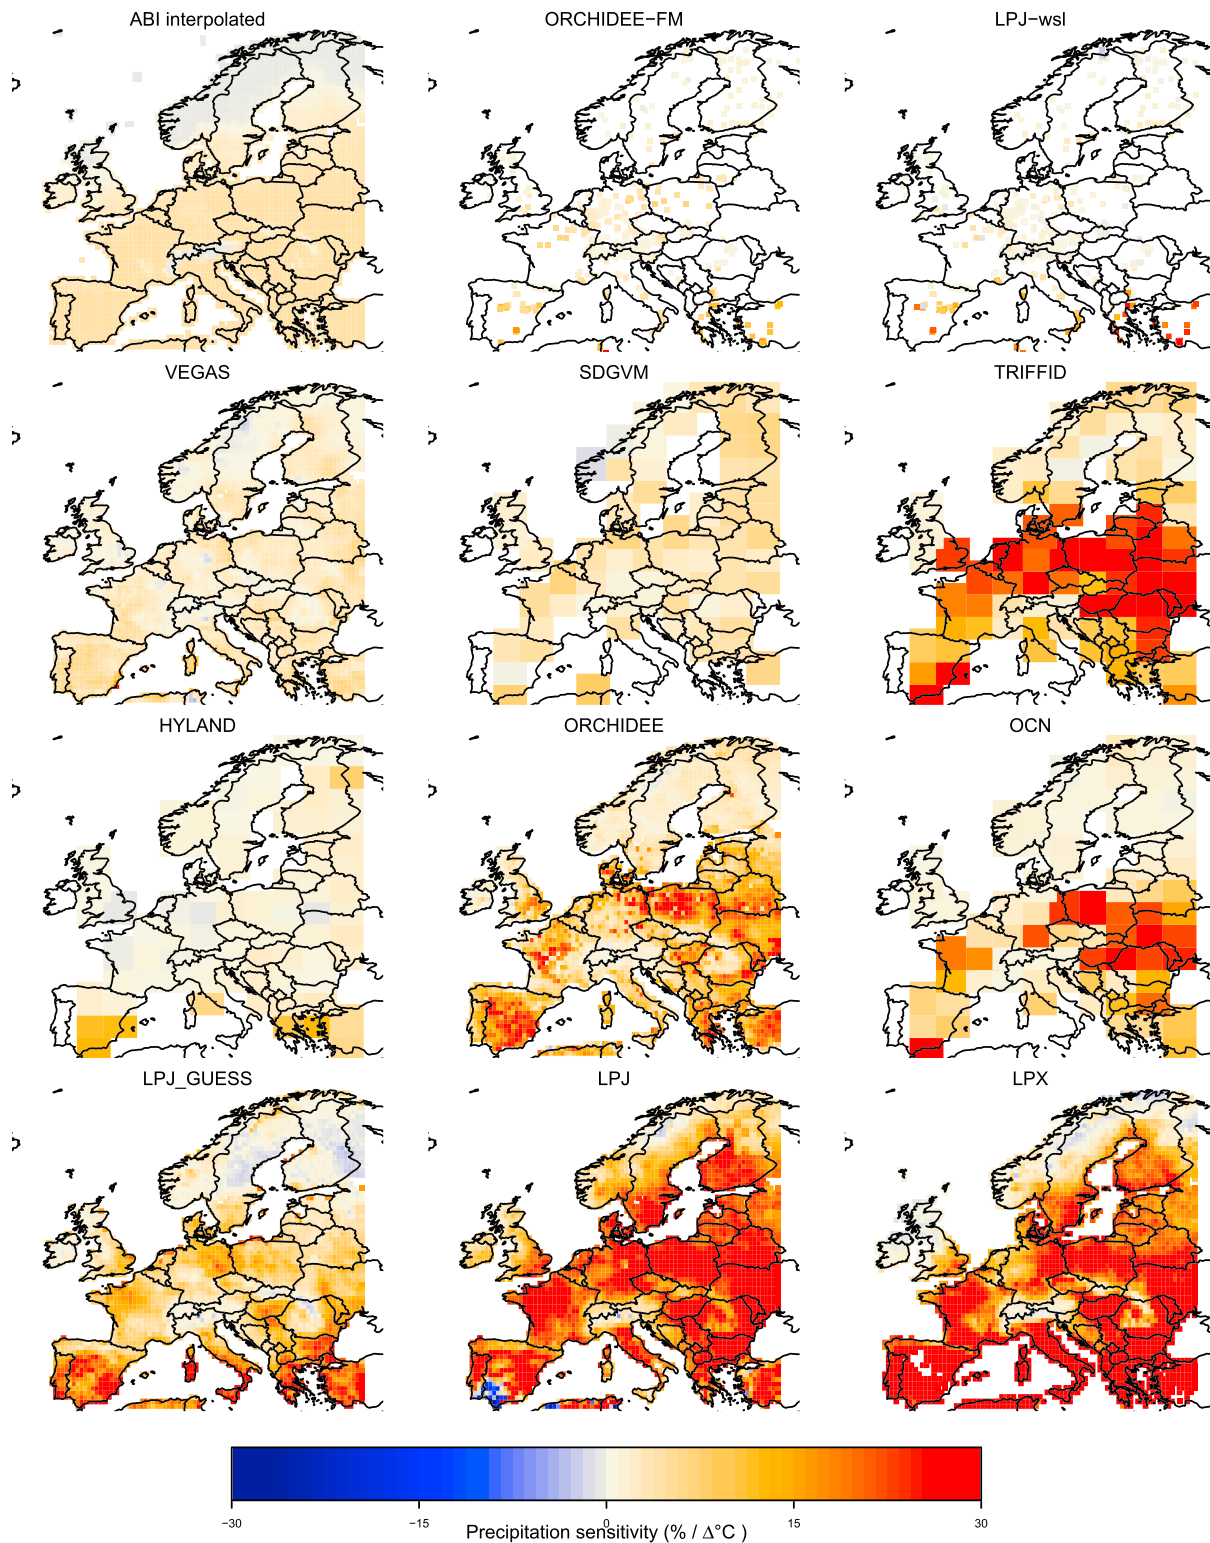 ABI interpolated ORCHIDEE−FM LPJ−wsl
VEGAS SDGVM TRIFFID
HYLAND ORCHIDEE OCN
LPJ_GUESS LPJ LPX
−30 −15 0 15 30
Precipitation sensitivity (% / Δ°C )